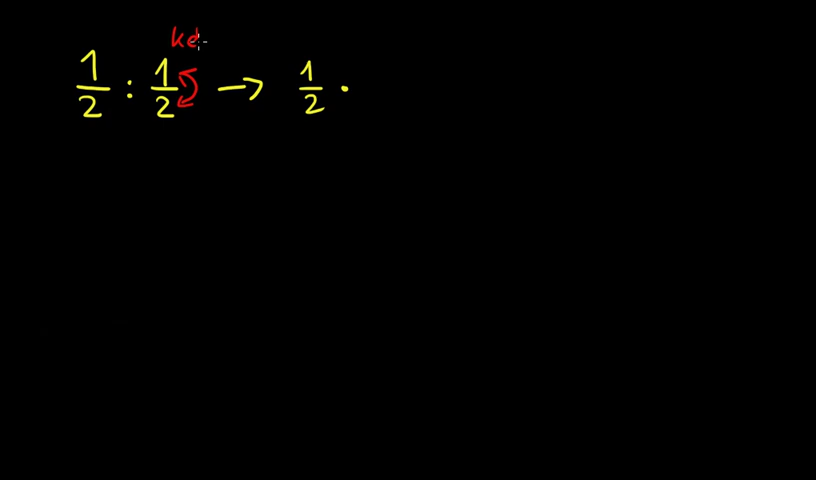 ke
1/2 : 1/2 → 1/2 ·